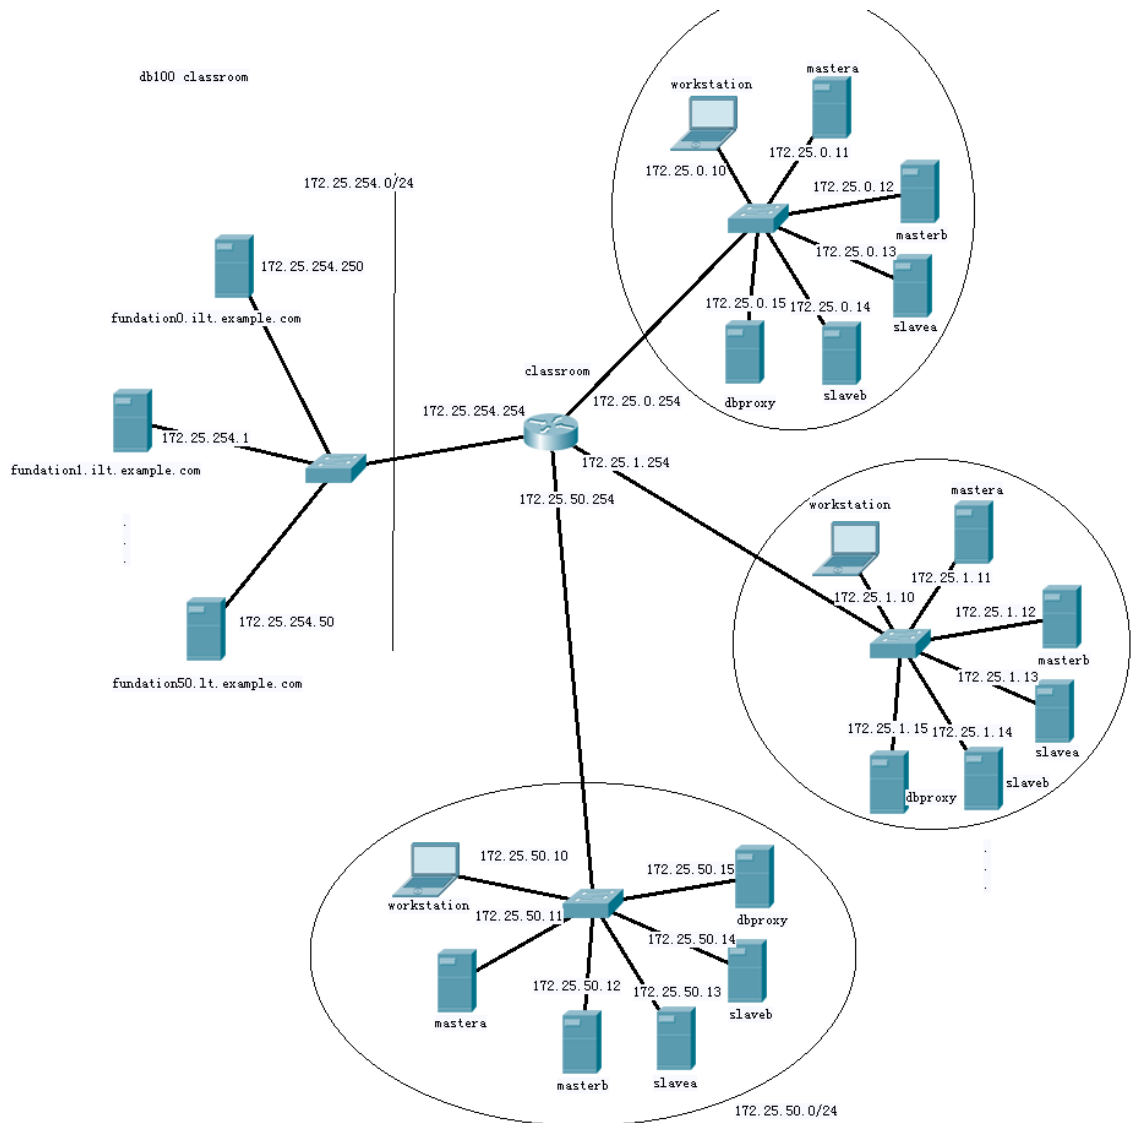 db100 classroom
172.25.254.0/24
172.25.254.250
fundation0.ilt.example.com
172.25.254.1
fundation1.ilt.example.com
.
.
.
172.25.254.50
fundation50.lt.example.com
classroom
172.25.254.254
172.25.0.254
172.25.1.254
172.25.50.254
workstation
mastera
172.25.0.10
172.25.0.11
172.25.0.12
masterb
172.25.0.13
slavea
172.25.0.15
172.25.0.14
dbproxy
slaveb
workstation
mastera
172.25.1.10
172.25.1.11
172.25.1.12
masterb
172.25.1.13
slavea
172.25.1.15
172.25.1.14
dbproxy
slaveb
.
.
.
172.25.50.10
workstation
172.25.50.15
dbproxy
172.25.50.11
172.25.50.14
mastera
172.25.50.12
172.25.50.13
slaveb
masterb
slavea
172.25.50.0/24